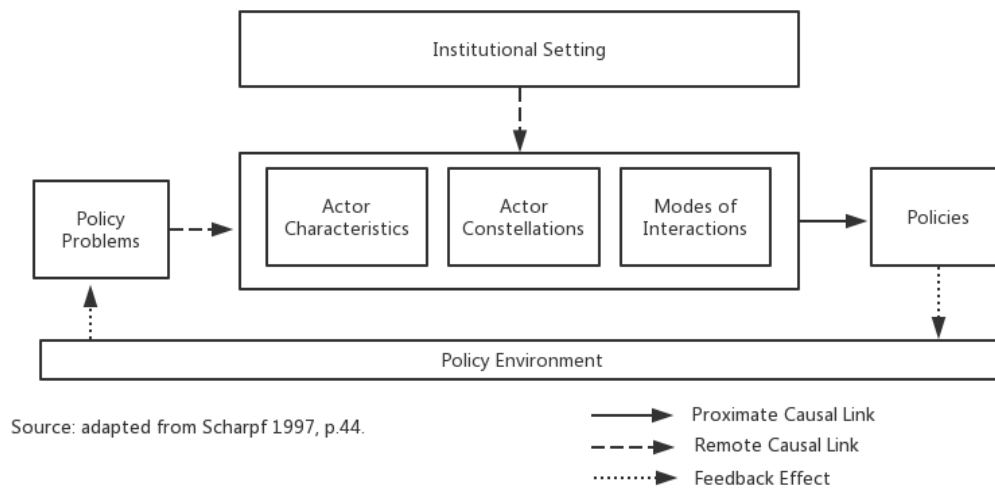 Institutional Setting
Policy
Problems
Actor
Characteristics
Actor
Constellations
Modes of
Interactions
Policies
Policy Environment
Source: adapted from Scharpf 1997, p.44.
Proximate Causal Link
Remote Causal Link
Feedback Effect